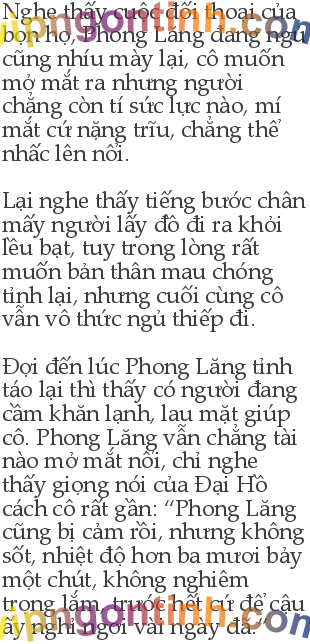 Nghe thấy cuộc đối thoại của
bọn họ, Phong Lăng đang ngủ
cũng nhíu mày lại, cô muốn
mở mắt ra nhưng người
chẳng còn tí sức lực nào, mí
mắt cứ nặng trĩu, chẳng thể
nhấc lên nổi.
Lại nghe thấy tiếng bước chân
mấy người lấy đồ đi ra khỏi
lều bạt, tuy trong lòng rất
muốn bản thân mau chóng
tỉnh lại, nhưng cuối cùng cô
vẫn vô thức ngủ thiếp đi.
Đợi đến lúc Phong Lăng tỉnh
táo lại thì thấy có người đang
cầm khăn lạnh, lau mặt giúp
cô. Phong Lăng vẫn chẳng tài
nào mở mắt nổi, chỉ nghe
thấy giọng nói của Đại Hồ
cách cô rất gần: “Phong Lăng
cũng bị cảm rồi, nhưng không
sốt, nhiệt độ hơn ba mươi bảy
một chút, không nghiêm
trọng lắm, trước hết cứ để cậu
ấy nghỉ ngơi vài ngày đã.”